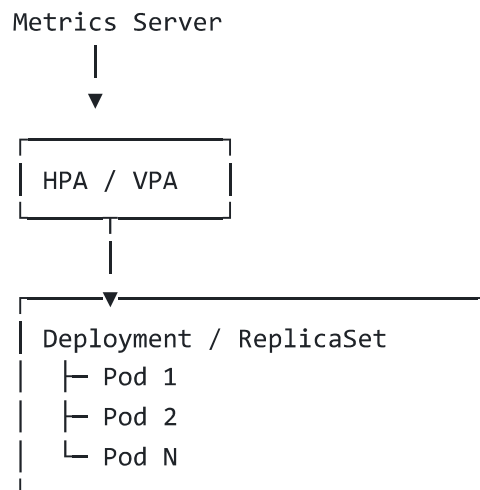 Metrics Server
HPA / VPA
Deployment / ReplicaSet
Pod 1
Pod 2
Pod N